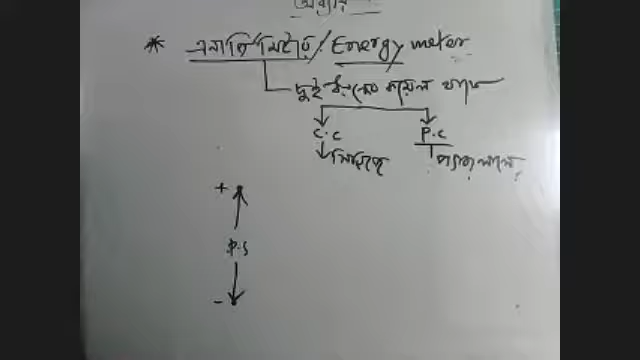 অধ্যায়
* এনার্জি মিটার / Energy meter
দুই ধরনের কয়েল থাকে
C.C P.C
সিরিজে প্যারালালে
+
P.S
-